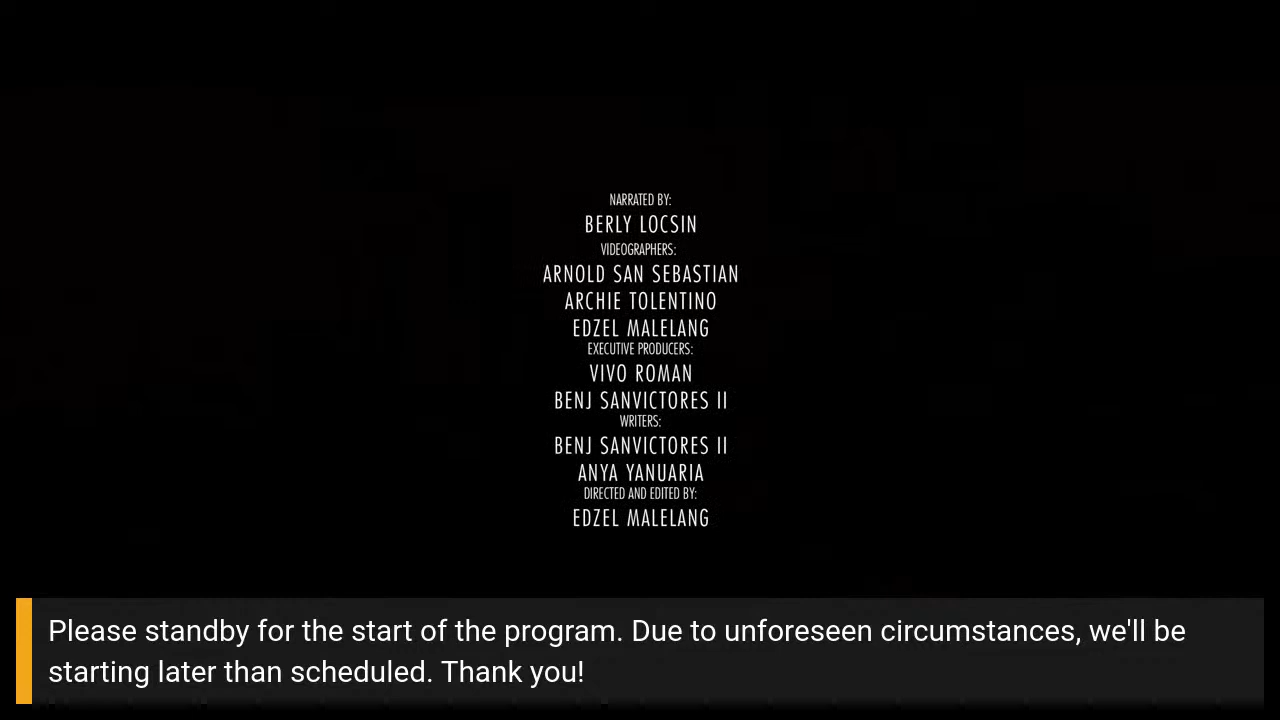 NARRATED BY:
BERLY LOCSIN
VIDEOGRAPHERS:
ARNOLD SAN SEBASTIAN
ARCHIE TOLENTINO
EDZEL MALELANG
EXECUTIVE PRODUCERS:
VIVO ROMAN
BENJ SANVICTORES II
WRITERS:
BENJ SANVICTORES II
ANYA YANUARIA
DIRECTED AND EDITED BY:
EDZEL MALELANG
Please standby for the start of the program. Due to unforeseen circumstances, we'll be
starting later than scheduled. Thank you!